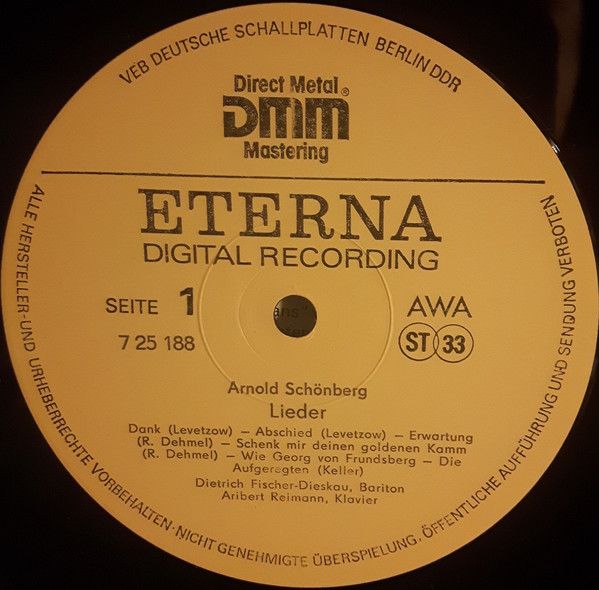 VEB DEUTSCHE SCHALLPLATTEN BERLIN DDR
Direct Metal
DMM®
Mastering
ETERNA
DIGITAL RECORDING
SEITE 1
AWA
7 25 188
ST 33
Arnold Schönberg
Lieder
Dank (Levetzow) – Abschied (Levetzow) – Erwartung
(R. Dehmel) – Schenk mir deinen goldenen Kamm
(R. Dehmel) – Wie Georg von Frundsberg – Die
Aufgeregten (Keller)
Dietrich Fischer-Dieskau, Bariton
Aribert Reimann, Klavier
ALLE HERSTELLER- UND URHEBERRECHTE VORBEHALTEN · NICHT GENEHMIGTE ÜBERSPIELUNG, ÖFFENTLICHE AUFFÜHRUNG UND SENDUNG VERBOTEN